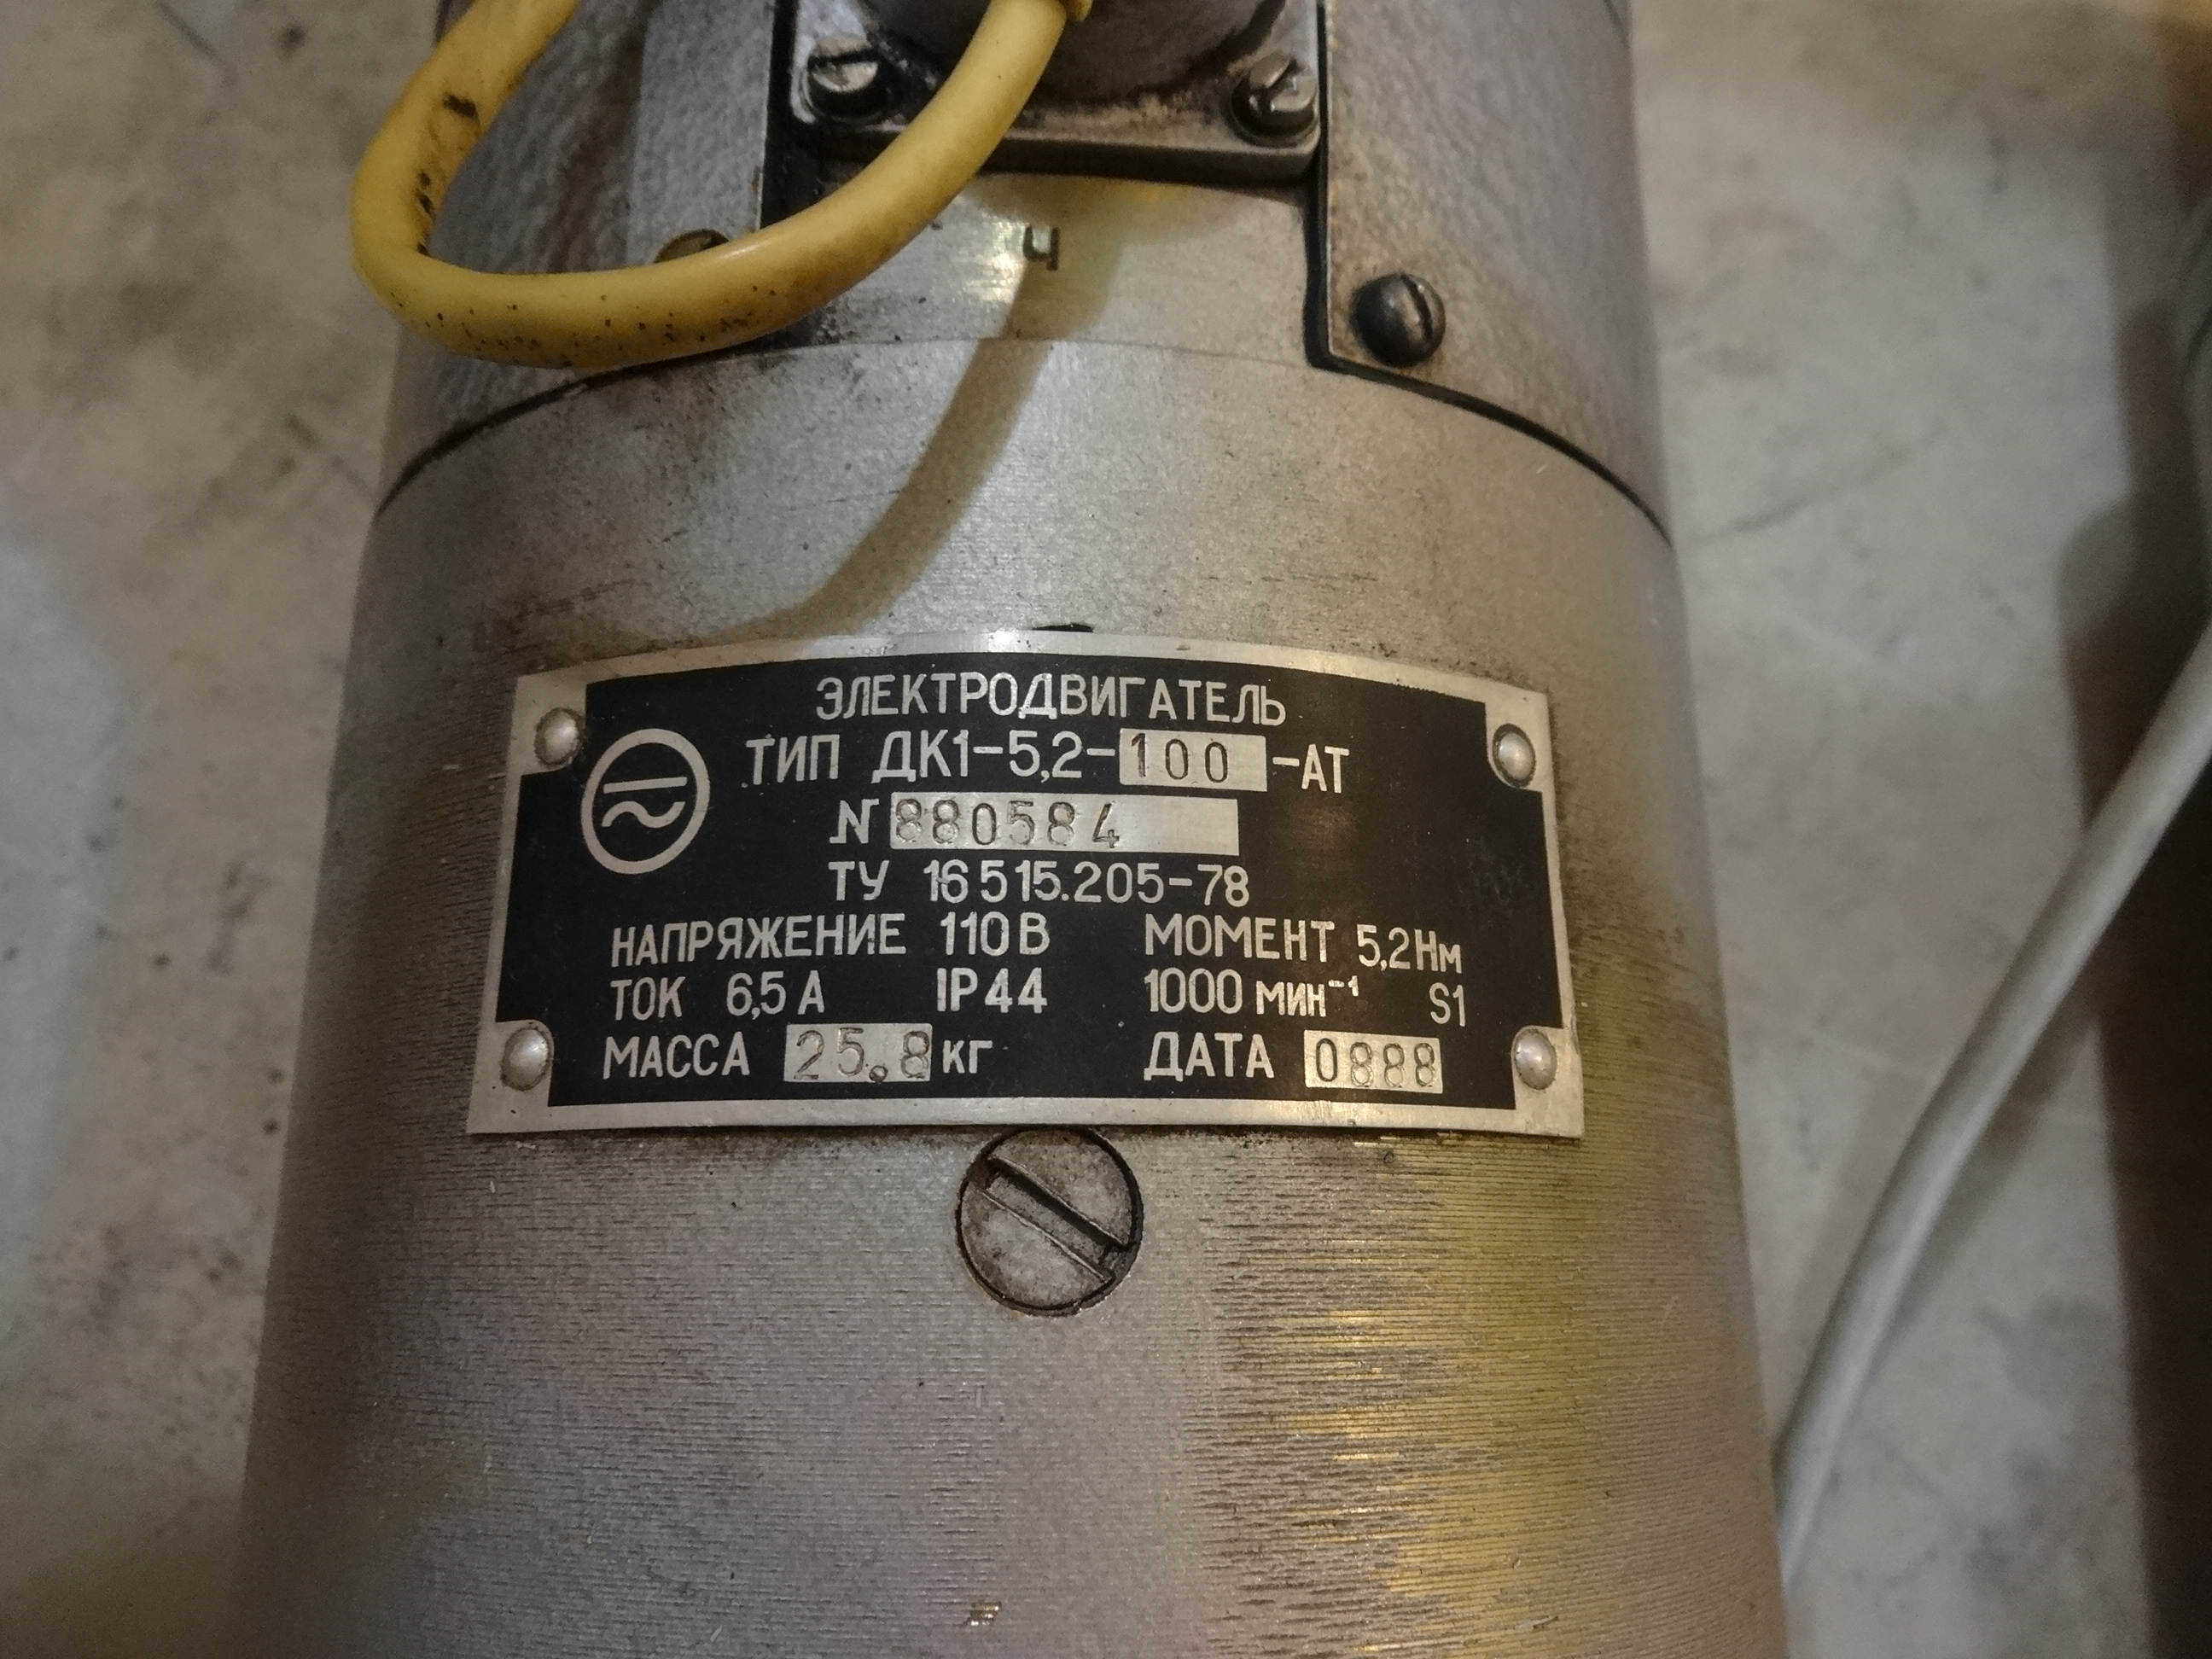 Ч
ЭЛЕКТРОДВИГАТЕЛЬ
ТИП ДК1-5,2-100-АТ
N 880584
ТУ 16 515.205-78
НАПРЯЖЕНИЕ 110 В МОМЕНТ 5,2 Нм
ТОК 6,5 А IP44 1000 мин⁻¹ S1
МАССА 25.8 кг ДАТА 0888